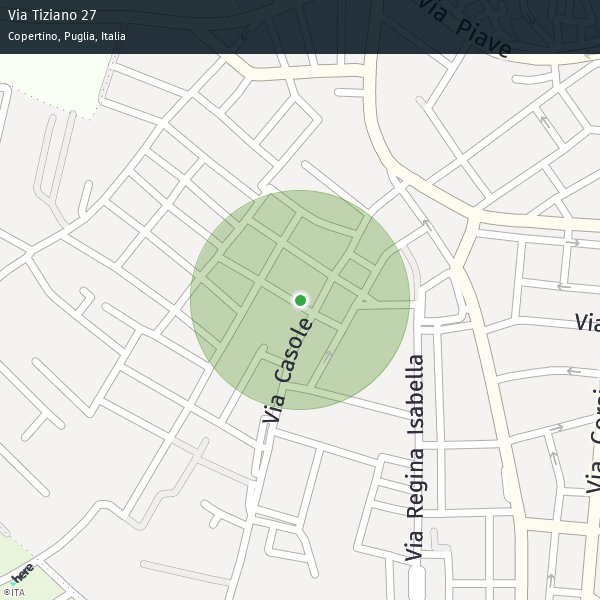 Via Tiziano 27
Copertino, Puglia, Italia
Via Piave
Via Casole
Via Regina Isabella
here
©ITA